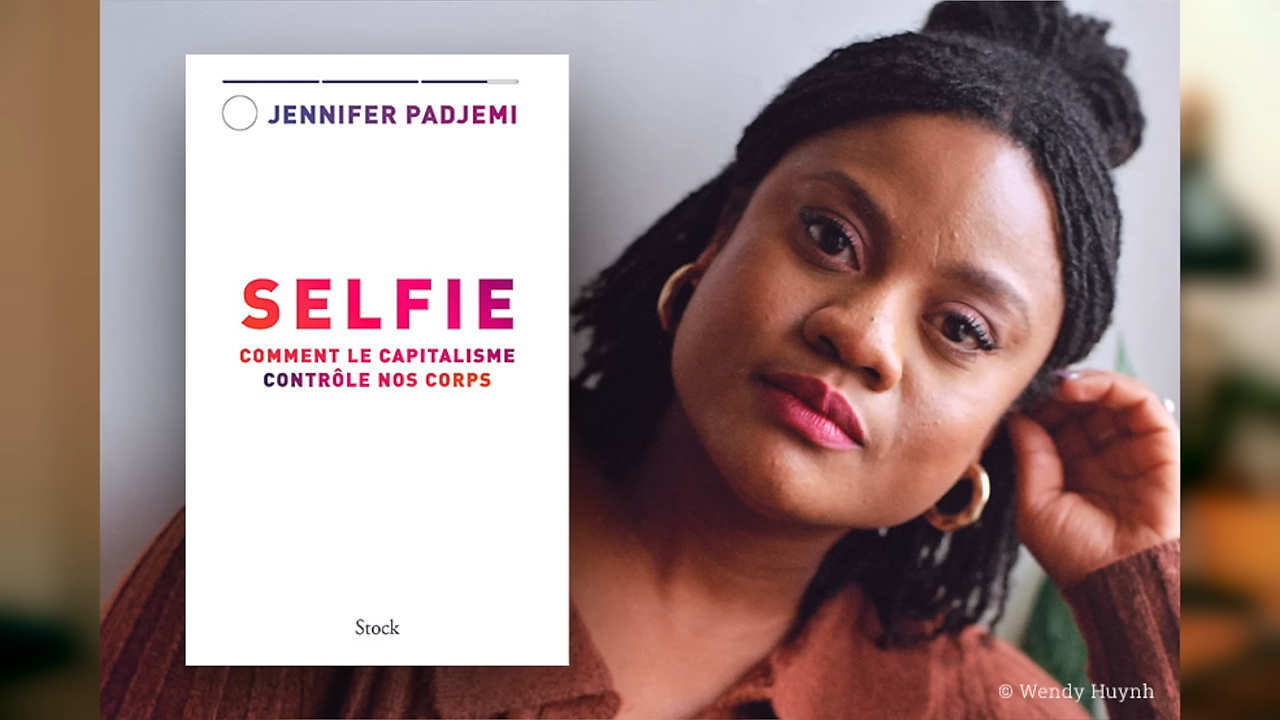 JENNIFER PADJEMI
SELFIE
COMMENT LE CAPITALISME
CONTRÔLE NOS CORPS
Stock
© Wendy Huynh